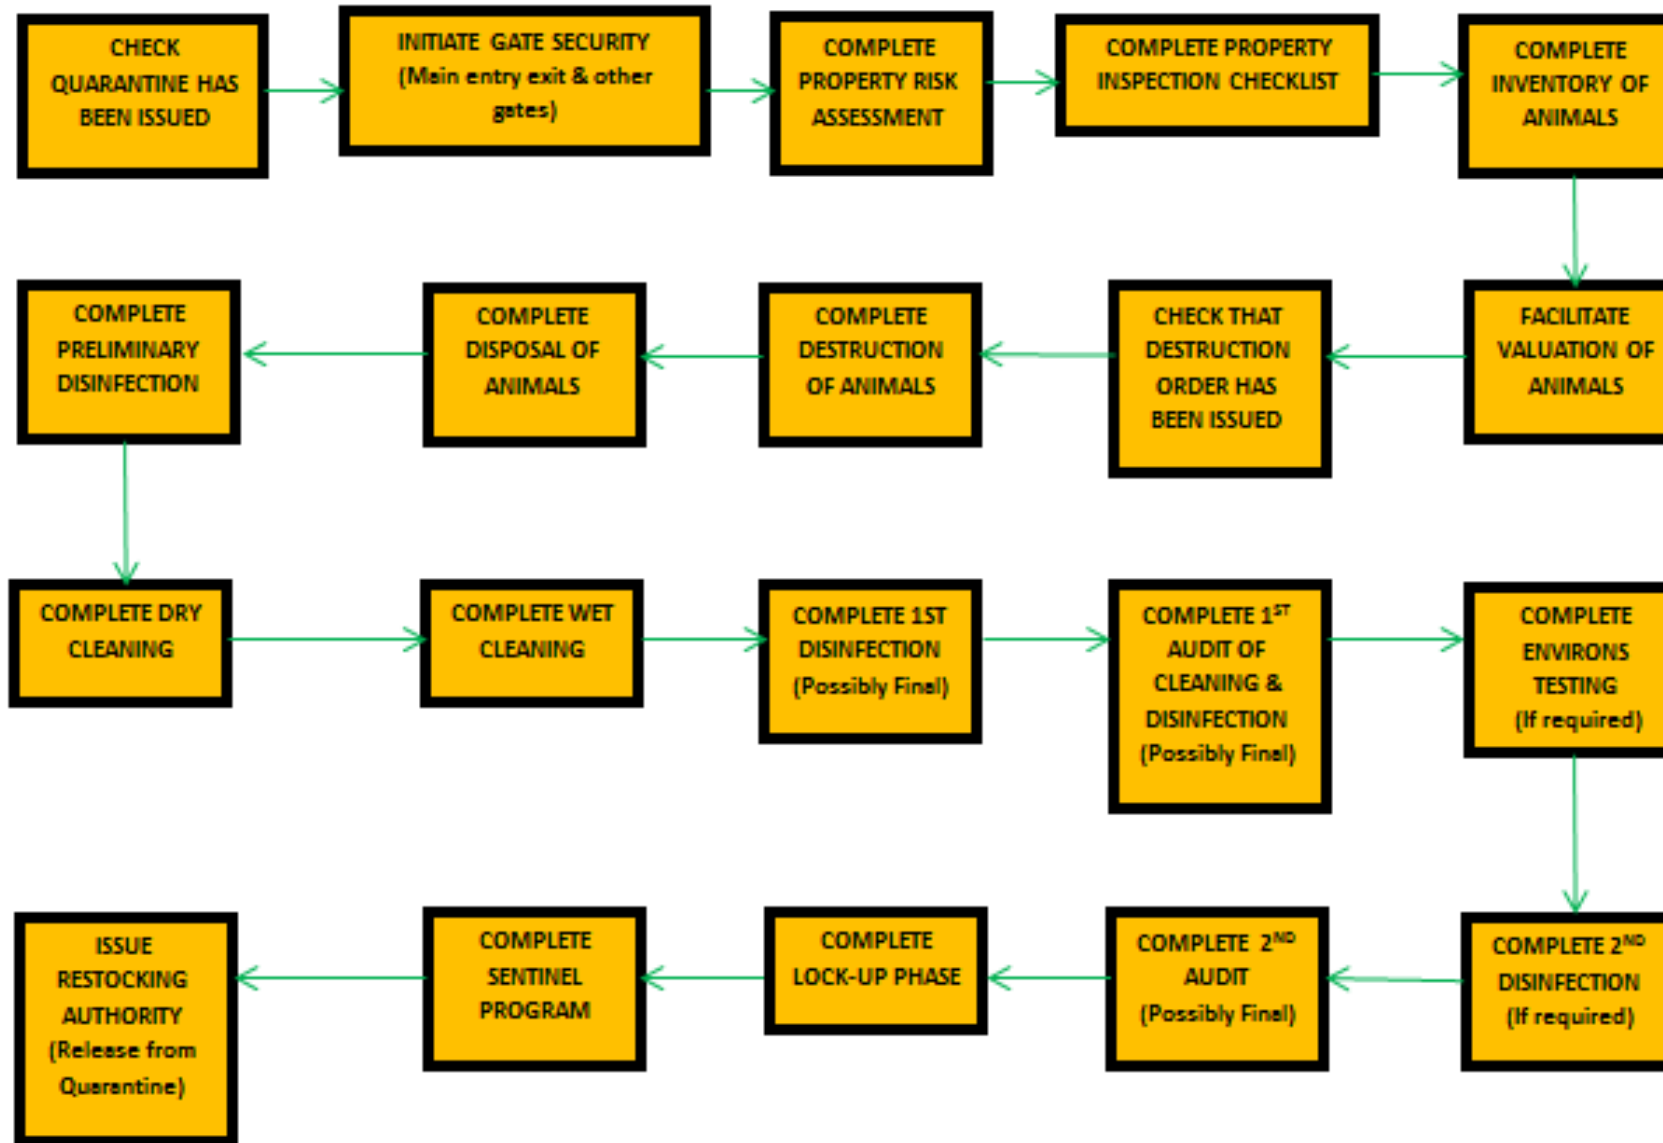 CHECK
QUARANTINE HAS
BEEN ISSUED
INITIATE GATE SECURITY
(Main entry exit & other
gates)
COMPLETE
PROPERTY RISK
ASSESSMENT
COMPLETE PROPERTY
INSPECTION CHECKLIST
COMPLETE
INVENTORY OF
ANIMALS
FACILITATE
VALUATION OF
ANIMALS
CHECK THAT
DESTRUCTION
ORDER HAS
BEEN ISSUED
COMPLETE
DESTRUCTION
OF ANIMALS
COMPLETE
DISPOSAL OF
ANIMALS
COMPLETE
PRELIMINARY
DISINFECTION
COMPLETE DRY
CLEANING
COMPLETE WET
CLEANING
COMPLETE 1ST
DISINFECTION
(Possibly Final)
COMPLETE 1ST
AUDIT OF
CLEANING &
DISINFECTION
(Possibly Final)
COMPLETE
ENVIRONS
TESTING
(If required)
COMPLETE 2ND
DISINFECTION
(If required)
COMPLETE 2ND
AUDIT
(Possibly Final)
COMPLETE
LOCK-UP PHASE
COMPLETE
SENTINEL
PROGRAM
ISSUE
RESTOCKING
AUTHORITY
(Release from
Quarantine)